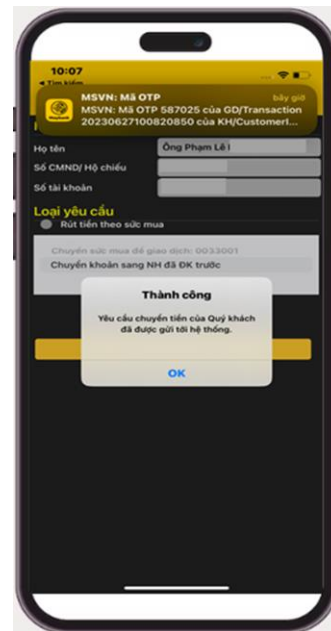 10:07
◀ Tìm kiếm
MSVN: Mã OTP
bây giờ
MSVN: Mã OTP 587025 của GD/Transaction
20230627100820850 của KH/CustomerI...
Họ tên
Ông Phạm Lê
Số CMND/ Hộ chiếu
Số tài khoản
Loại yêu cầu
Rút tiền theo sức mua
Chuyển sức mua để giao dịch: 0033001
Chuyển khoản sang NH đã ĐK trước
Thành công
Yêu cầu chuyển tiền của Quý khách
đã được gửi tới hệ thống.
OK